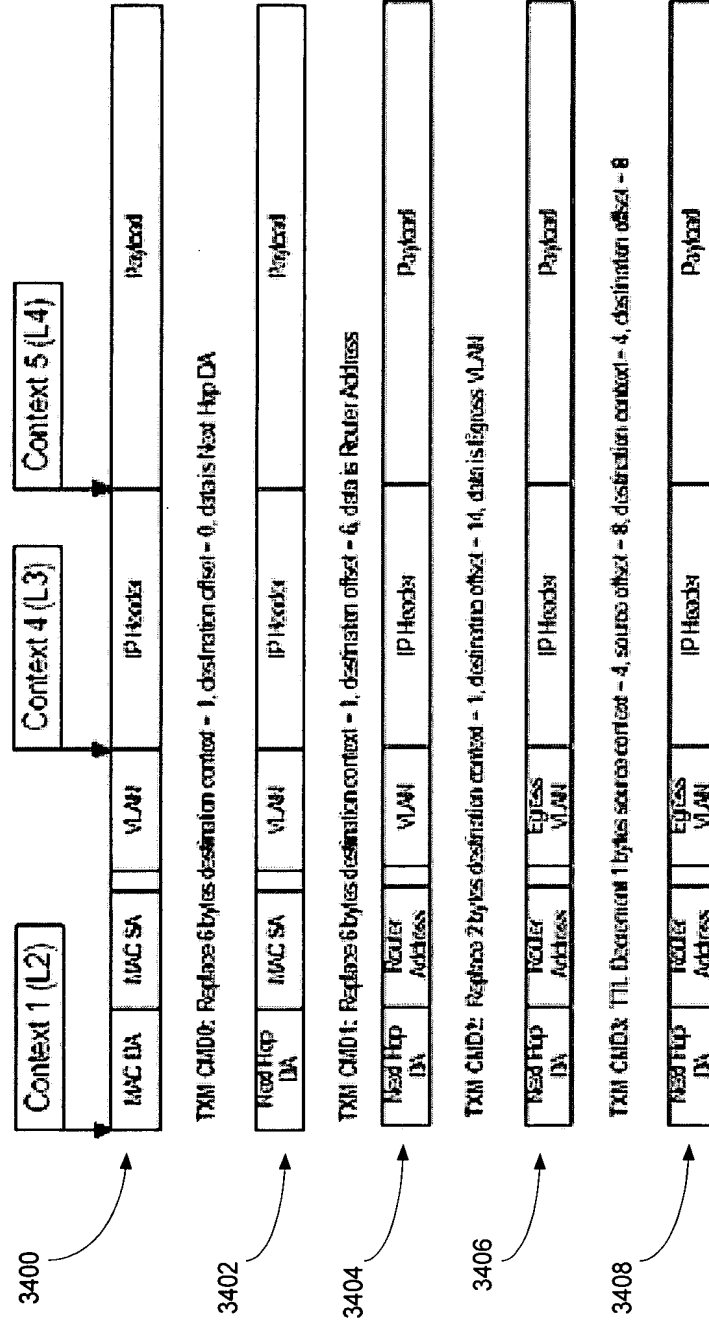 Context 1 (L2)
Context 4 (L3)
Context 5 (L4)
3400
MAC DA
MAC SA
VLAN
IP Header
Payload
TXM CMD0: Replace 6 bytes destination context = 1, destination offset = 0, data is Next Hop DA
3402
Next Hop
DA
MAC SA
VLAN
IP Header
Payload
TXM CMD1: Replace 6 bytes destination context = 1, destination offset = 6, data is Router Address
3404
Next Hop
DA
Router
Address
VLAN
IP Header
Payload
TXM CMD2: Replace 2 bytes destination context = 1, destination offset = 14, data is Egress VLAN
3406
Next Hop
DA
Router
Address
Egress
VLAN
IP Header
Payload
TXM CMD3: TTL Decrement 1 bytes source context = 4, source offset = 8, destination context = 4, destination offset = 8
3408
Next Hop
DA
Router
Address
Egress
VLAN
IP Header
Payload